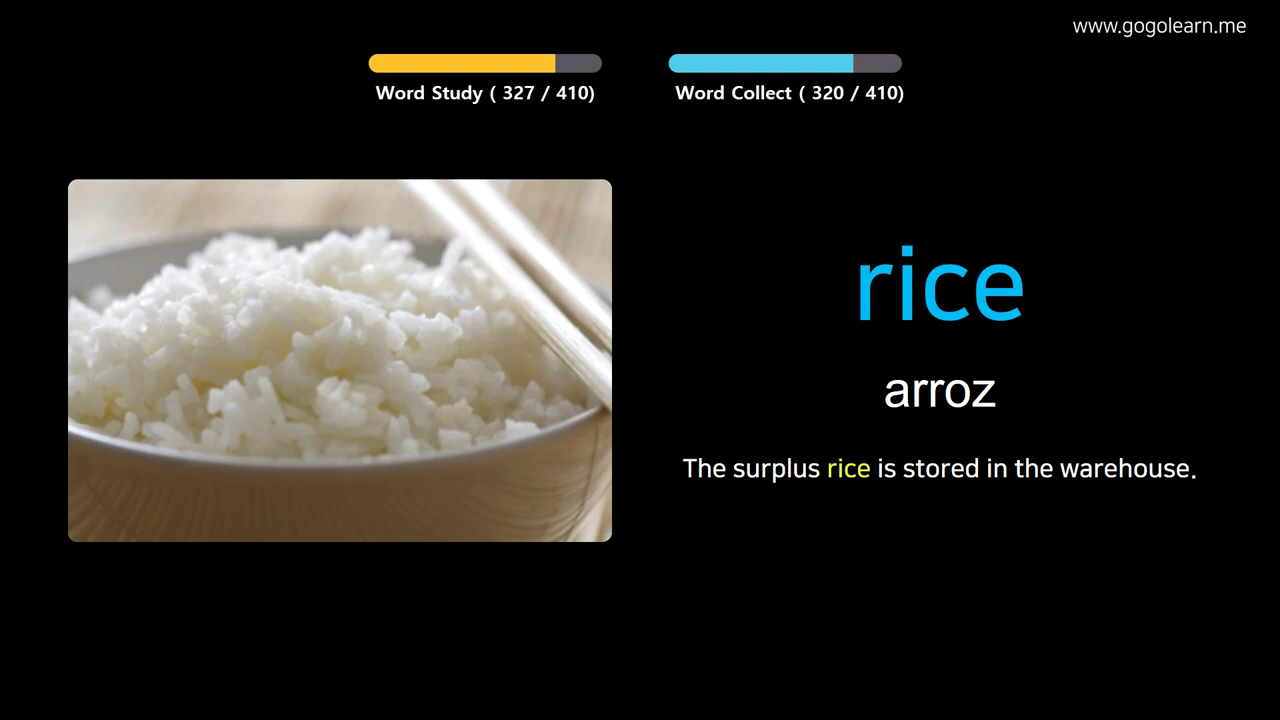 www.gogolearn.me
Word Study ( 327 / 410)
Word Collect ( 320 / 410)
rice
arroz
The surplus rice is stored in the warehouse.